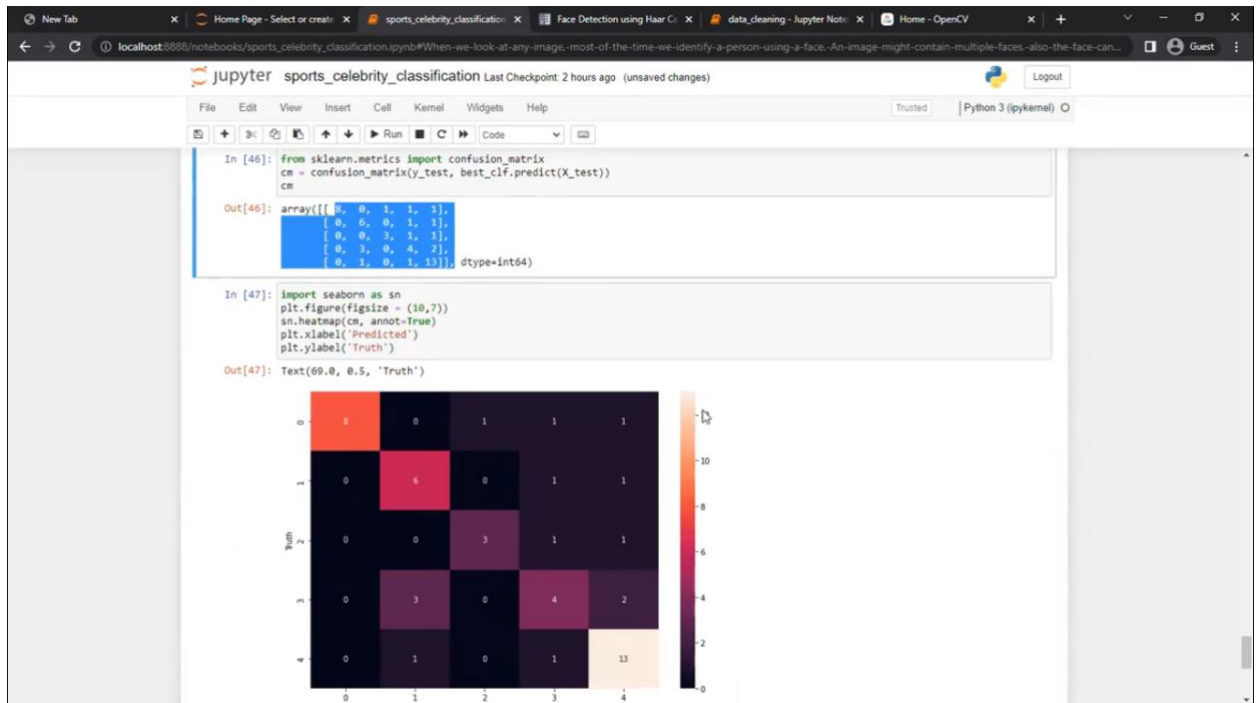 New Tab
Home Page - Select or create
sports_celebrity_classification
Face Detection using Haar Ca
data_cleaning - Jupyter Note
Home - OpenCV
localhost:8888/notebooks/sports_celebrity_classification.ipynb#When-we-look-at-any-image,-most-of-the-time-we-identify-a-person-using-a-face.-An-image-might-contain-multiple-faces,-also-the-face-can...
Guest
jupyter sports_celebrity_classification Last Checkpoint: 2 hours ago (unsaved changes)
Logout
File Edit View Insert Cell Kernel Widgets Help
Trusted
Python 3 (ipykernel)
Run
Code
In [46]: from sklearn.metrics import confusion_matrix
cm = confusion_matrix(y_test, best_clf.predict(X_test))
cm
Out[46]: array([[ 8, 0, 1, 1, 1],
[ 0, 6, 0, 1, 1],
[ 0, 0, 3, 1, 1],
[ 0, 3, 0, 4, 2],
[ 0, 1, 0, 1, 13]], dtype=int64)
In [47]: import seaborn as sn
plt.figure(figsize = (10,7))
sn.heatmap(cm, annot=True)
plt.xlabel('Predicted')
plt.ylabel('Truth')
Out[47]: Text(69.0, 0.5, 'Truth')
0 8 0 1 1 1
1 0 6 0 1 1
2 0 0 3 1 1
3 0 3 0 4 2
4 0 1 0 1 13
Truth
0 1 2 3 4
10
8
6
4
2
0